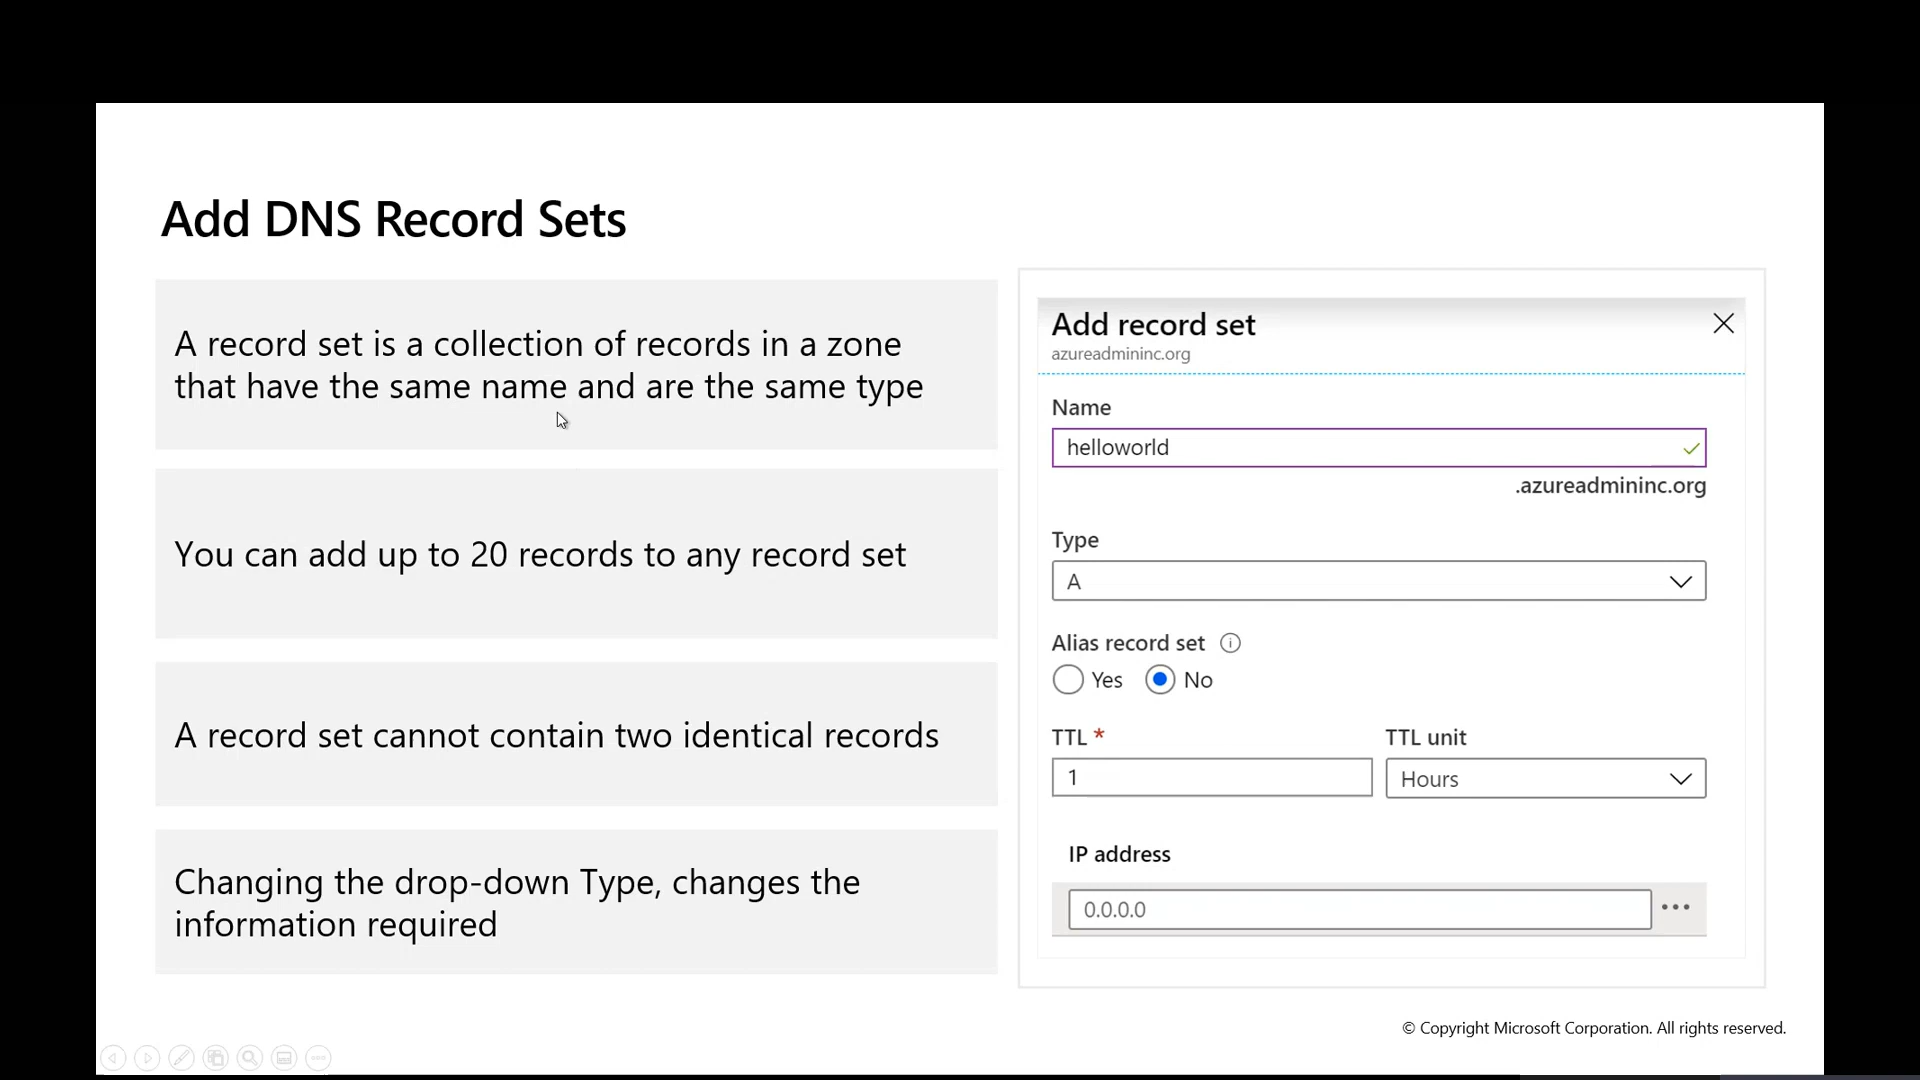 Add DNS Record Sets
A record set is a collection of records in a zone
that have the same name and are the same type
You can add up to 20 records to any record set
A record set cannot contain two identical records
Changing the drop-down Type, changes the
information required
Add record set
azureadmininc.org
Name
helloworld
.azureadmininc.org
Type
A
Alias record set
Yes No
TTL * TTL unit
1 Hours
IP address
0.0.0.0
© Copyright Microsoft Corporation. All rights reserved.